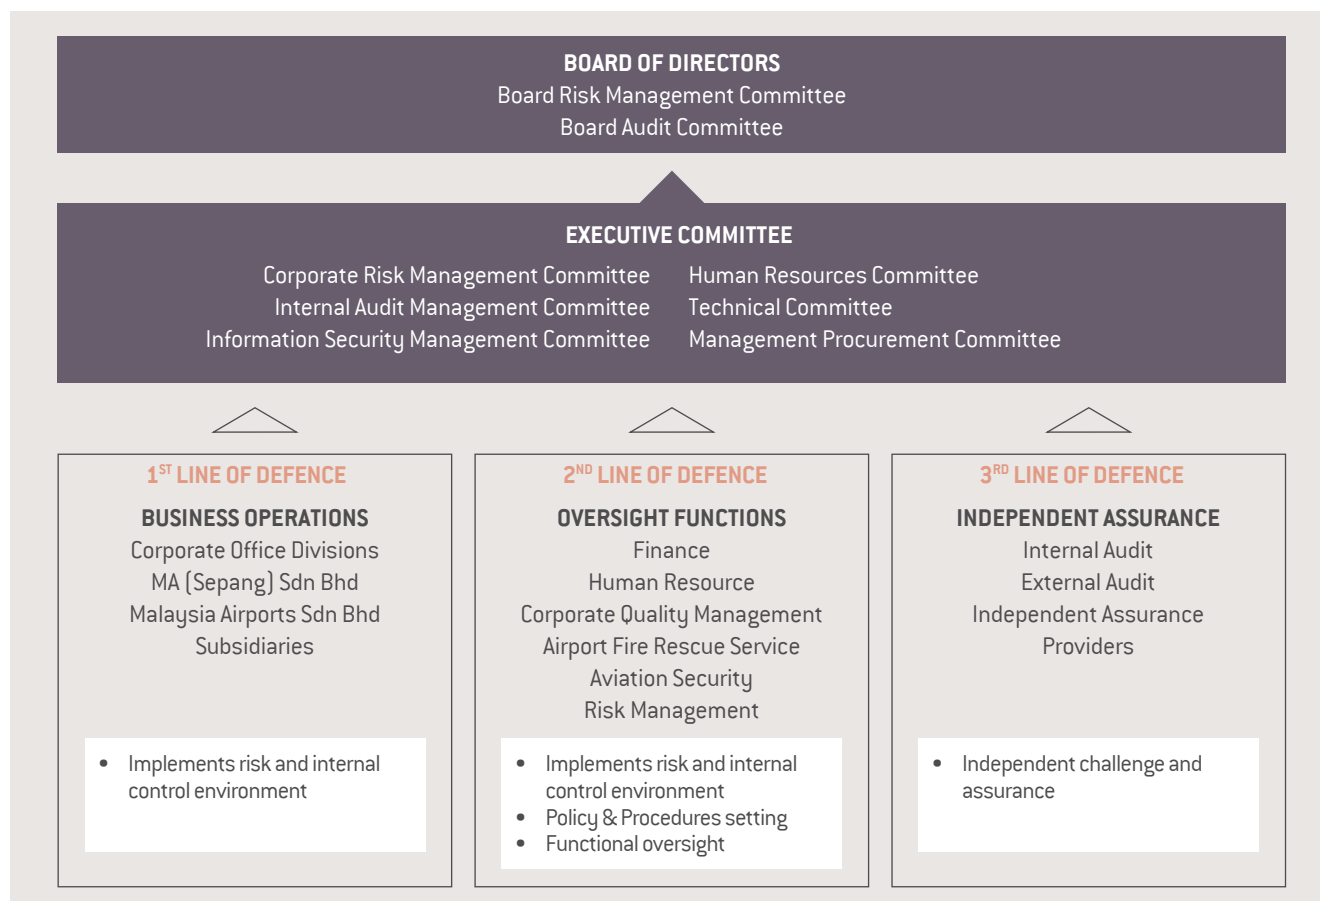 BOARD OF DIRECTORS
Board Risk Management Committee
Board Audit Committee
EXECUTIVE COMMITTEE
Corporate Risk Management Committee
Internal Audit Management Committee
Information Security Management Committee
Human Resources Committee
Technical Committee
Management Procurement Committee
1ST LINE OF DEFENCE
BUSINESS OPERATIONS
Corporate Office Divisions
MA (Sepang) Sdn Bhd
Malaysia Airports Sdn Bhd
Subsidiaries
• Implements risk and internal
control environment
2ND LINE OF DEFENCE
OVERSIGHT FUNCTIONS
Finance
Human Resource
Corporate Quality Management
Airport Fire Rescue Service
Aviation Security
Risk Management
• Implements risk and internal
control environment
• Policy & Procedures setting
• Functional oversight
3RD LINE OF DEFENCE
INDEPENDENT ASSURANCE
Internal Audit
External Audit
Independent Assurance
Providers
• Independent challenge and
assurance